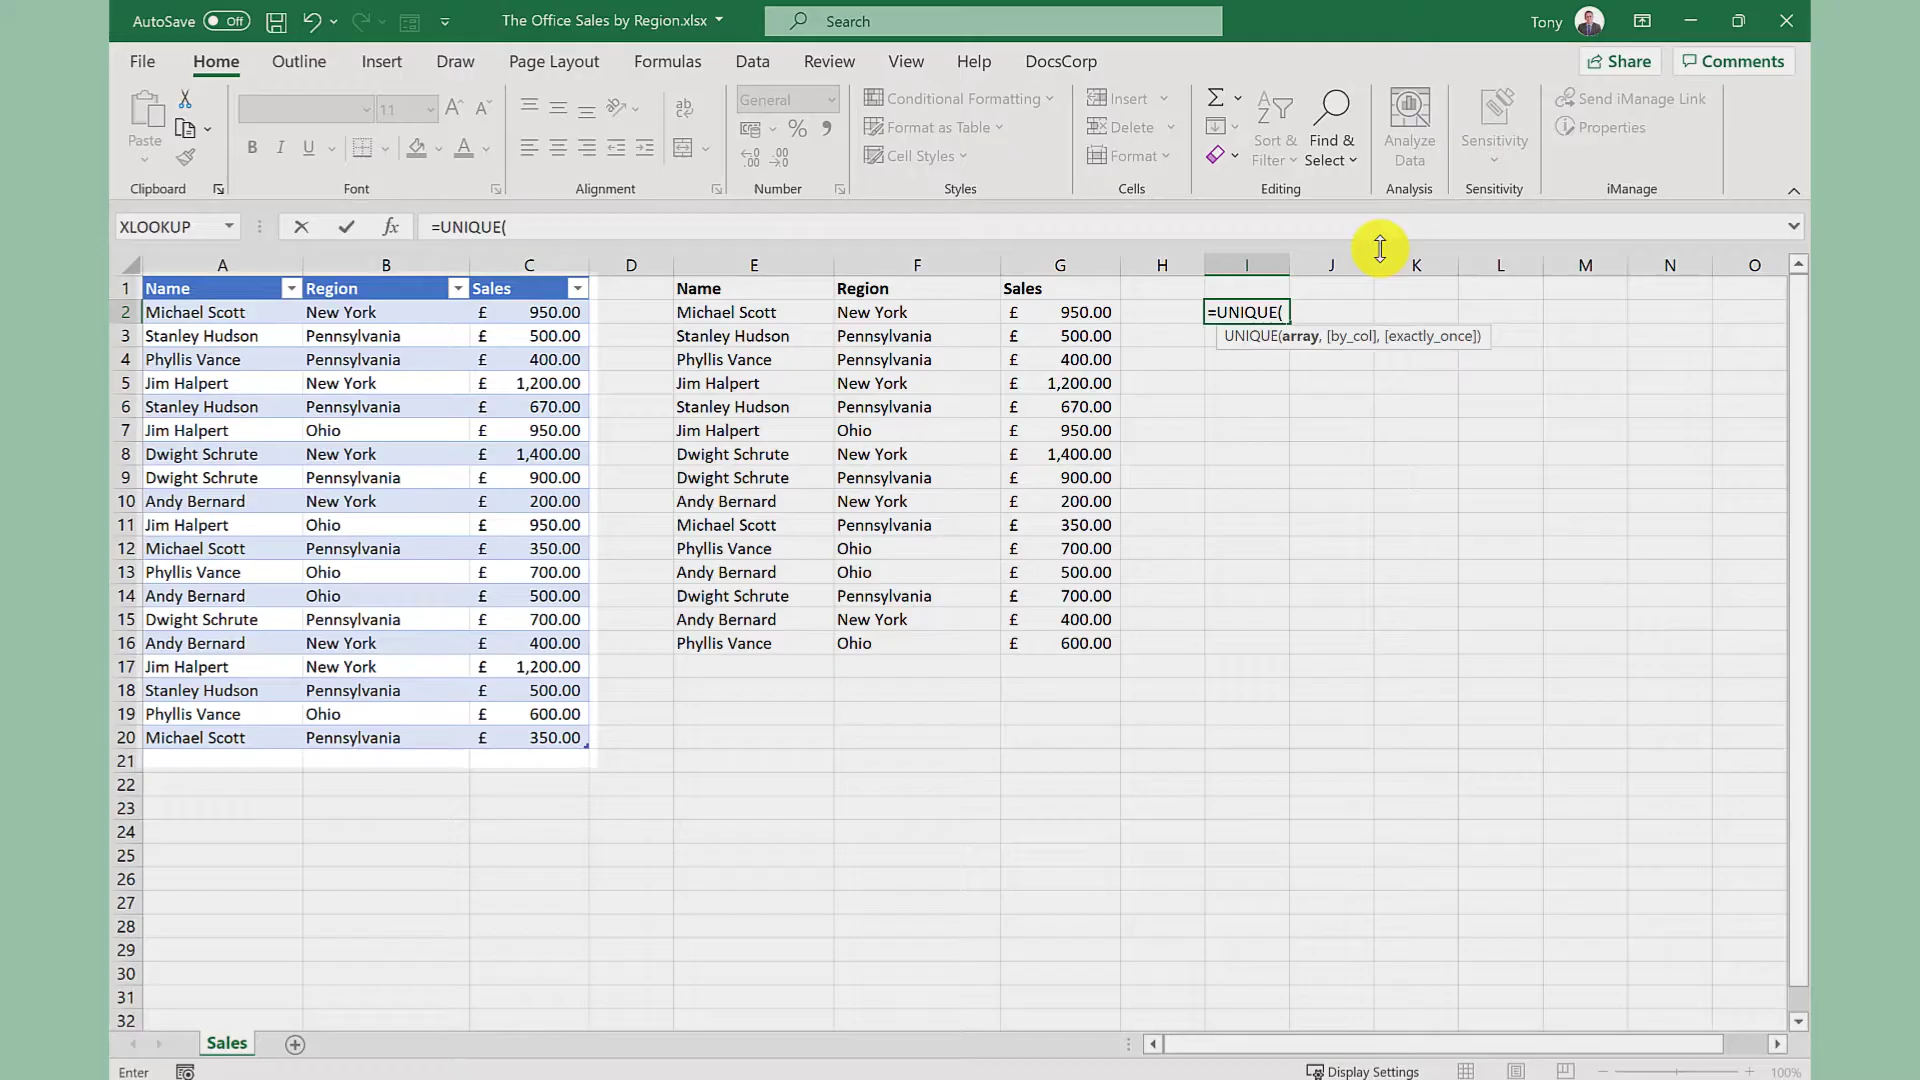 AutoSave Off The Office Sales by Region.xlsx Search Tony
File Home Insert Draw Page Layout Formulas Data Review View Help DocsCorp Share Comments
11 General Conditional Formatting Insert Send iManage Link
Format as Table Delete Properties
Paste Sort & Filter Find & Select Analyze Data Sensitivity
B I U A Cell Styles Format
Clipboard Font Alignment Number Styles Cells Editing Analysis Sensitivity iManage
XLOOKUP fx =UNIQUE(
A B C D E F G H I J K L M N O
1 Name Region Sales Name Region Sales
2 Michael Scott New York £ 950.00 Michael Scott New York £ 950.00 =UNIQUE(
3 Stanley Hudson Pennsylvania £ 500.00 Stanley Hudson Pennsylvania £ 500.00 UNIQUE(array, [by_col], [exactly_once])
4 Phyllis Vance Pennsylvania £ 400.00 Phyllis Vance Pennsylvania £ 400.00
5 Jim Halpert New York £ 1,200.00 Jim Halpert New York £ 1,200.00
6 Stanley Hudson Pennsylvania £ 670.00 Stanley Hudson Pennsylvania £ 670.00
7 Jim Halpert Ohio £ 950.00 Jim Halpert Ohio £ 950.00
8 Dwight Schrute New York £ 1,400.00 Dwight Schrute New York £ 1,400.00
9 Dwight Schrute Pennsylvania £ 900.00 Dwight Schrute Pennsylvania £ 900.00
10 Andy Bernard New York £ 200.00 Andy Bernard New York £ 200.00
11 Jim Halpert Ohio £ 950.00 Michael Scott Pennsylvania £ 350.00
12 Michael Scott Pennsylvania £ 350.00 Phyllis Vance Ohio £ 700.00
13 Phyllis Vance Ohio £ 700.00 Andy Bernard Ohio £ 500.00
14 Andy Bernard Ohio £ 500.00 Dwight Schrute Pennsylvania £ 700.00
15 Dwight Schrute Pennsylvania £ 700.00 Andy Bernard New York £ 400.00
16 Andy Bernard New York £ 400.00 Phyllis Vance Ohio £ 600.00
17 Jim Halpert New York £ 1,200.00
18 Stanley Hudson Pennsylvania £ 500.00
19 Phyllis Vance Ohio £ 600.00
20 Michael Scott Pennsylvania £ 350.00
21
22
23
24
25
26
27
28
29
30
31
32
Sales
Enter Display Settings 100%